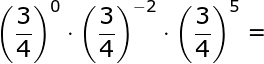 (3/4)^0 · (3/4)^{-2} · (3/4)^5 =